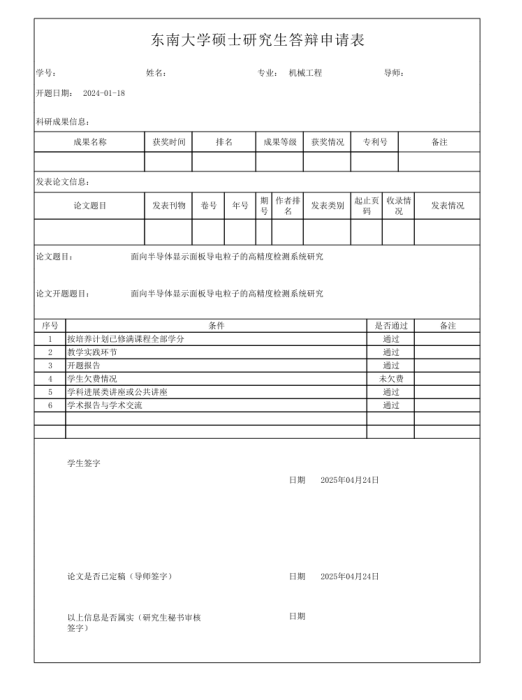 东南大学硕士研究生答辩申请表
学号： 姓名： 专业： 机械工程 导师：
开题日期： 2024-01-18
科研成果信息：
成果名称 获奖时间 排名 成果等级 获奖情况 专利号 备注
发表论文信息：
论文题目 发表刊物 卷号 年号 期号 作者排名 发表类别 起止页码 收录情况 发表情况
论文题目： 面向半导体显示面板导电粒子的高精度检测系统研究
论文开题题目： 面向半导体显示面板导电粒子的高精度检测系统研究
序号 条件 是否通过 备注
1 按培养计划已修满课程全部学分 通过
2 教学实践环节 通过
3 开题报告 通过
4 学生欠费情况 未欠费
5 学科进展类讲座或公共讲座 通过
6 学术报告与学术交流 通过
学生签字
日期 2025年04月24日
论文是否已定稿（导师签字） 日期 2025年04月24日
以上信息是否属实（研究生秘书审核 日期
签字）